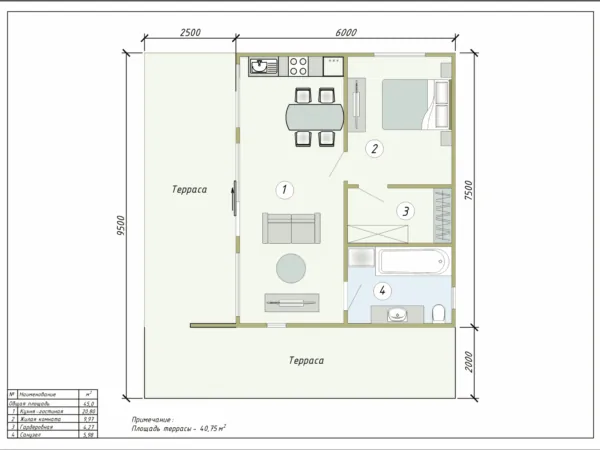 2500
6000
9500
7500
2000
Терраса
1
2
3
4
Терраса
№ Наименование м²
Общая площадь 45,0
1 Кухня-гостиная 20,80
2 Жилая комната 9,97
3 Гардеробная 4,27
4 Санузел 5,98
Примечание:
Площадь террасы - 40,75 м²